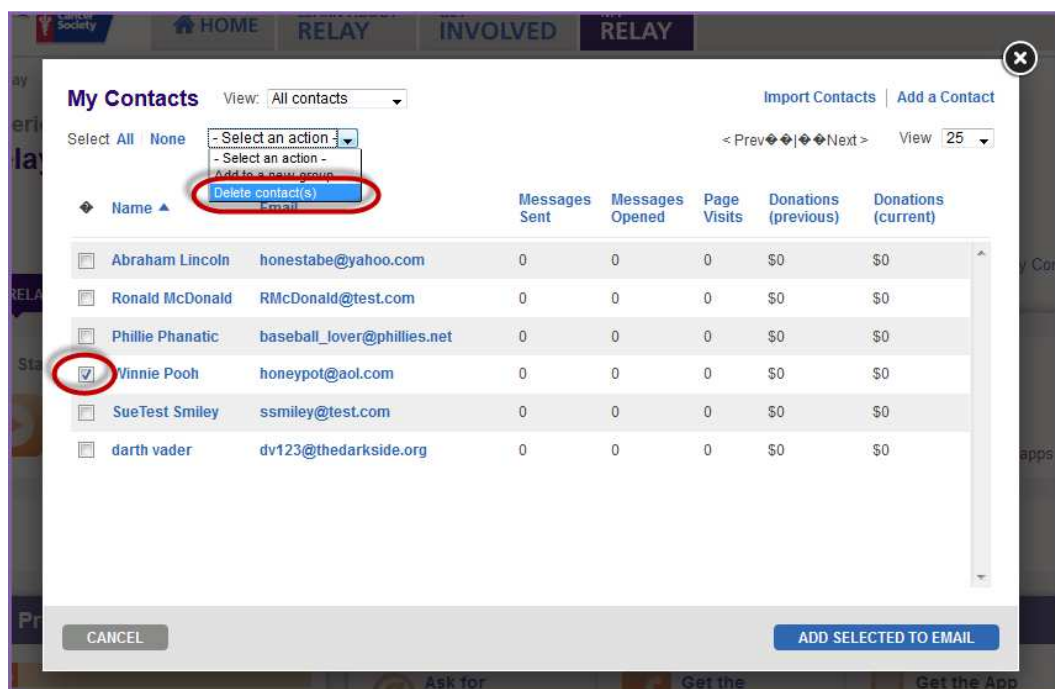 Cancer
Society
HOME
RELAY
INVOLVED
RELAY
My Contacts View: All contacts
Import Contacts | Add a Contact
Select All None - Select an action -
< Prev��|��Next > View 25
- Select an action -
Add to a new group
Delete contact(s)
� Name Email Messages Sent Messages Opened Page Visits Donations (previous) Donations (current)
Abraham Lincoln honestabe@yahoo.com 0 0 0 $0 $0
Ronald McDonald RMcDonald@test.com 0 0 0 $0 $0
Phillie Phanatic baseball_lover@phillies.net 0 0 0 $0 $0
Winnie Pooh honeypot@aol.com 0 0 0 $0 $0
SueTest Smiley ssmiley@test.com 0 0 0 $0 $0
darth vader dv123@thedarkside.org 0 0 0 $0 $0
apps
CANCEL ADD SELECTED TO EMAIL
Ask for Get the Get the App